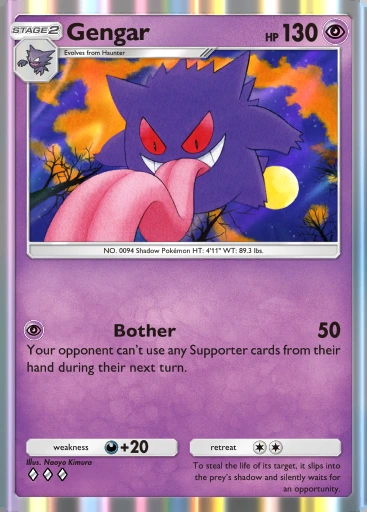 STAGE 2 Gengar HP 130
Evolves from Haunter
NO. 0094 Shadow Pokémon HT: 4'11" WT: 89.3 lbs.
Bother 50
Your opponent can't use any Supporter cards from their
hand during their next turn.
weakness +20 retreat
Illus. Naoyo Kimura
To steal the life of its target, it slips into
the prey's shadow and silently waits for
an opportunity.